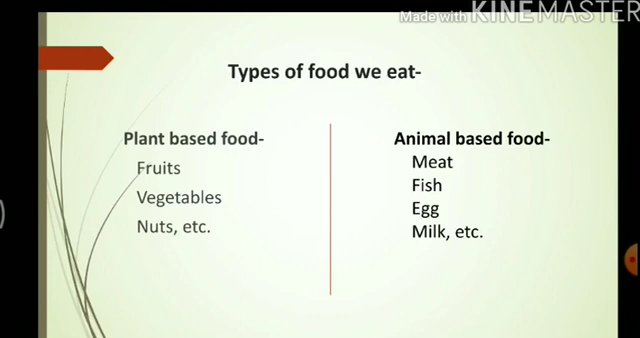 Made with KINEMASTER
Types of food we eat-
Plant based food-
Fruits
Vegetables
Nuts, etc.
Animal based food-
Meat
Fish
Egg
Milk, etc.